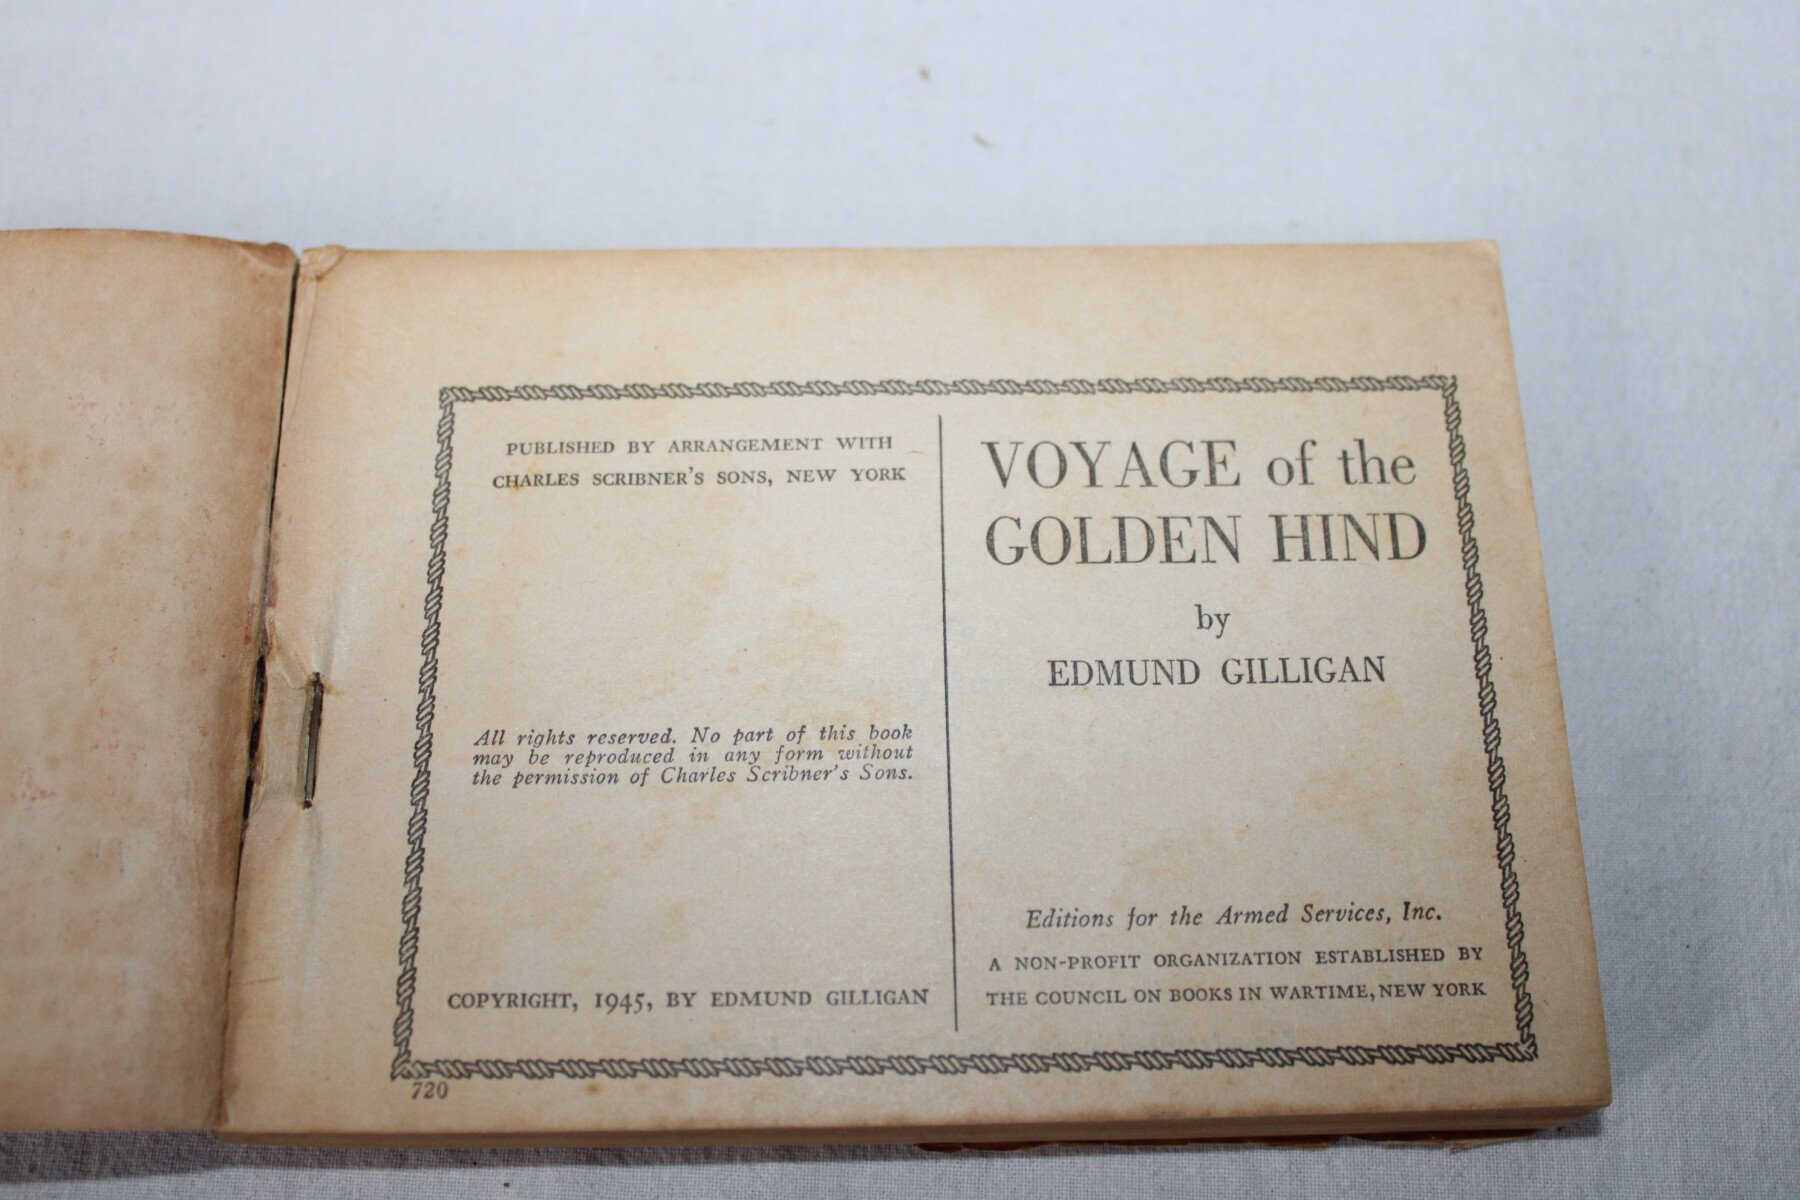 PUBLISHED BY ARRANGEMENT WITH
CHARLES SCRIBNER'S SONS, NEW YORK
All rights reserved. No part of this book
may be reproduced in any form without
the permission of Charles Scribner's Sons.
COPYRIGHT, 1945, BY EDMUND GILLIGAN
720
VOYAGE of the
GOLDEN HIND
by
EDMUND GILLIGAN
Editions for the Armed Services, Inc.
A NON-PROFIT ORGANIZATION ESTABLISHED BY
THE COUNCIL ON BOOKS IN WARTIME, NEW YORK